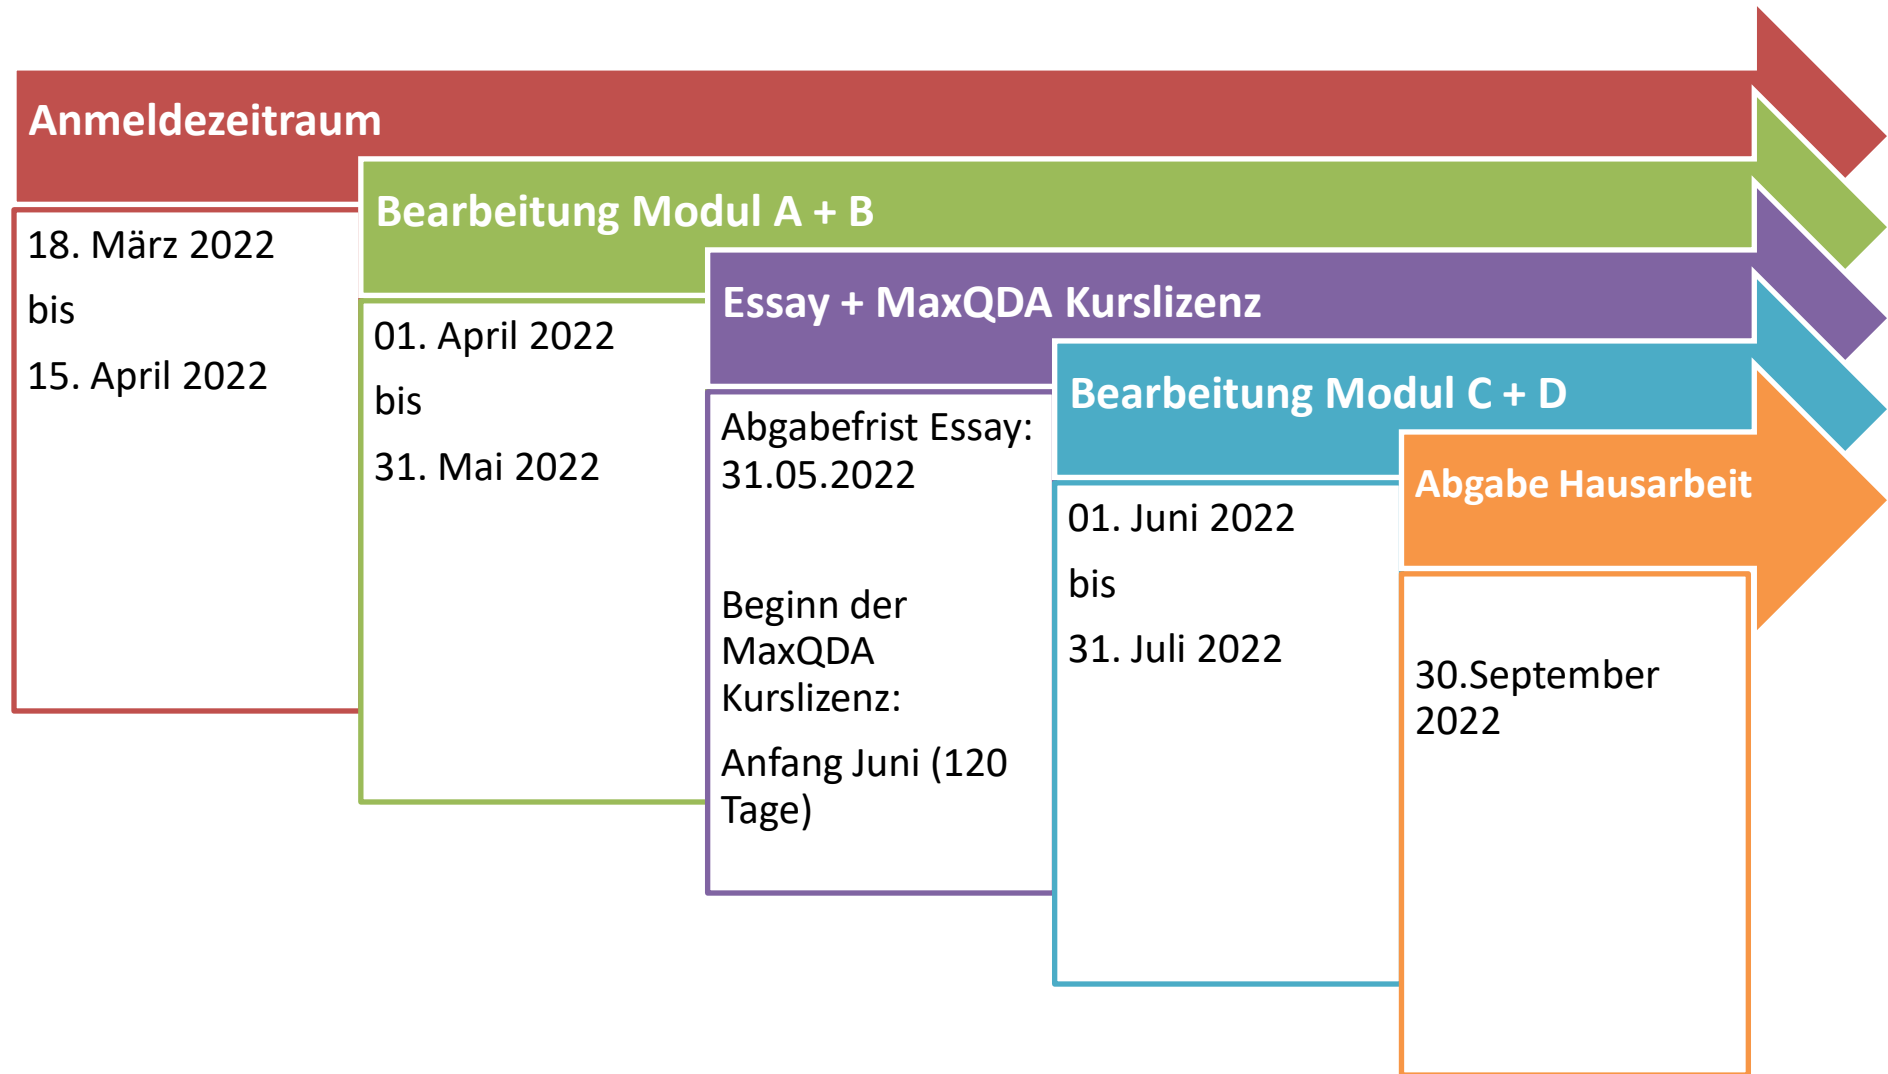 Anmeldezeitraum
18. März 2022
bis
15. April 2022
Bearbeitung Modul A + B
01. April 2022
bis
31. Mai 2022
Essay + MaxQDA Kurslizenz
Abgabefrist Essay:
31.05.2022
Beginn der
MaxQDA
Kurslizenz:
Anfang Juni (120
Tage)
Bearbeitung Modul C + D
01. Juni 2022
bis
31. Juli 2022
Abgabe Hausarbeit
30.September
2022